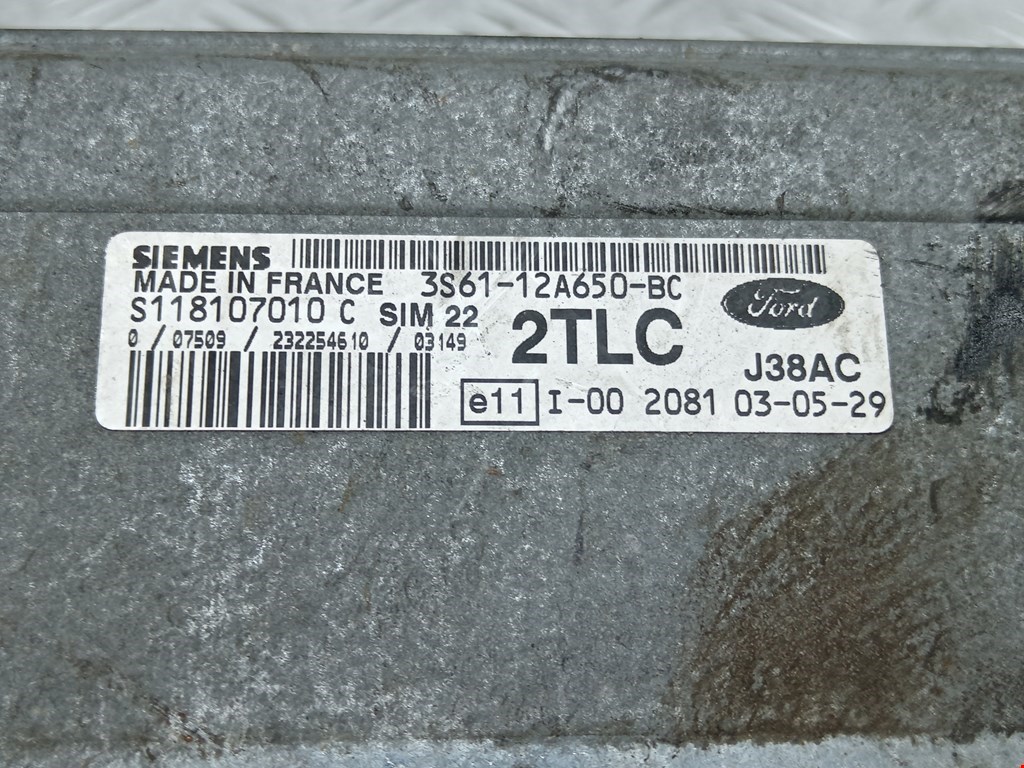 SIEMENS
MADE IN FRANCE 3S61-12A650-BC
S118107010 C SIM 22 2TLC Ford
0 / 07509 / 232254610 / 03149
J38AC
e11 I-00 2081 03-05-29